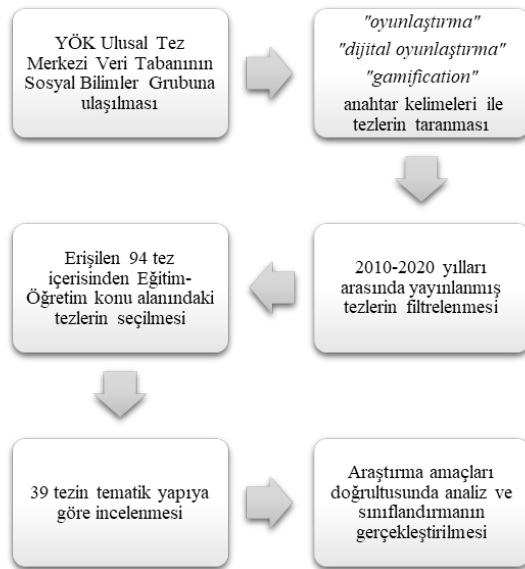 YÖK Ulusal Tez
Merkezi Veri Tabanının
Sosyal Bilimler Grubuna
ulaşılması
"oyunlaştırma"
"dijital oyunlaştırma"
"gamification"
anahtar kelimeleri ile
tezlerin taranması
2010-2020 yılları
arasında yayınlanmış
tezlerin filtrelenmesi
Erişilen 94 tez
içerisinden Eğitim-
Öğretim konu alanındaki
tezlerin seçilmesi
39 tezin tematik yapıya
göre incelenmesi
Araştırma amaçları
doğrultusunda analiz ve
sınıflandırmanın
gerçekleştirilmesi